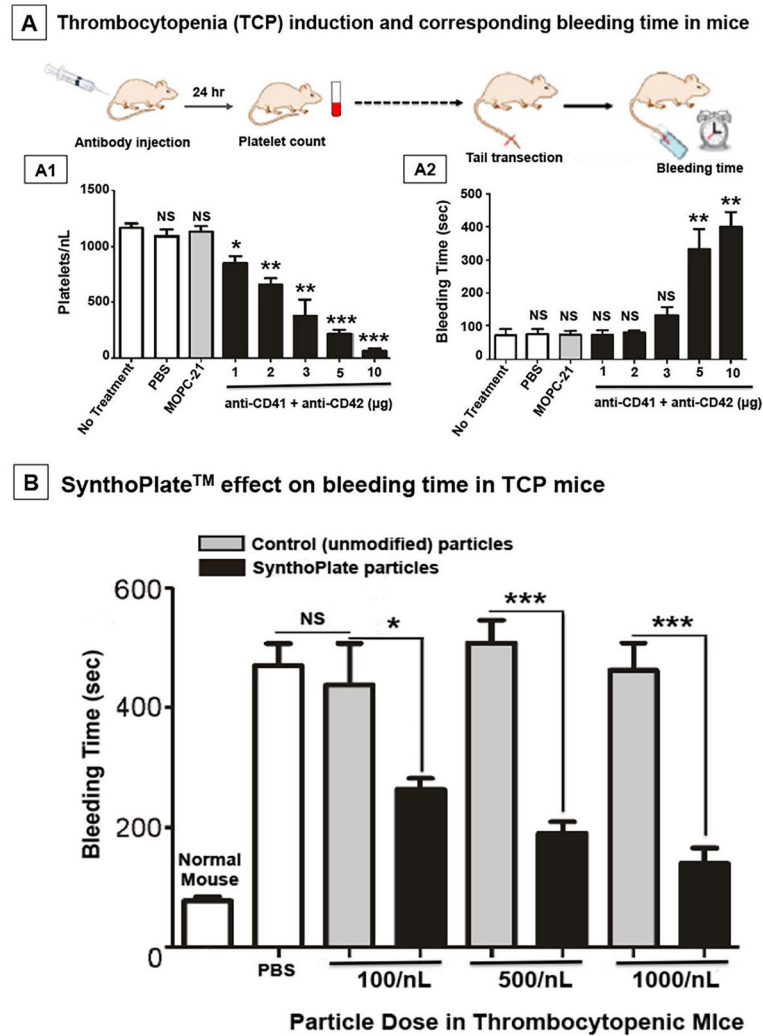 A Thrombocytopenia (TCP) induction and corresponding bleeding time in mice
24 hr
Antibody injection
Platelet count
Tail transection
Bleeding time
A1
Platelets/nL
1500
1000
500
0
NS
NS
*
**
**
***
***
No Treatment
PBS
MOPC-21
1 2 3 5 10
anti-CD41 + anti-CD42 (µg)
A2
Bleeding Time (sec)
500
400
300
200
100
0
NS
NS
NS
NS
NS
**
**
No Treatment
PBS
MOPC-21
1 2 3 5 10
anti-CD41 + anti-CD42 (µg)
B SynthoPlate™ effect on bleeding time in TCP mice
Control (unmodified) particles
SynthoPlate particles
Bleeding Time (sec)
600
400
200
0
NS
*
***
***
Normal
Mouse
PBS
100/nL
500/nL
1000/nL
Particle Dose in Thrombocytopenic MIce